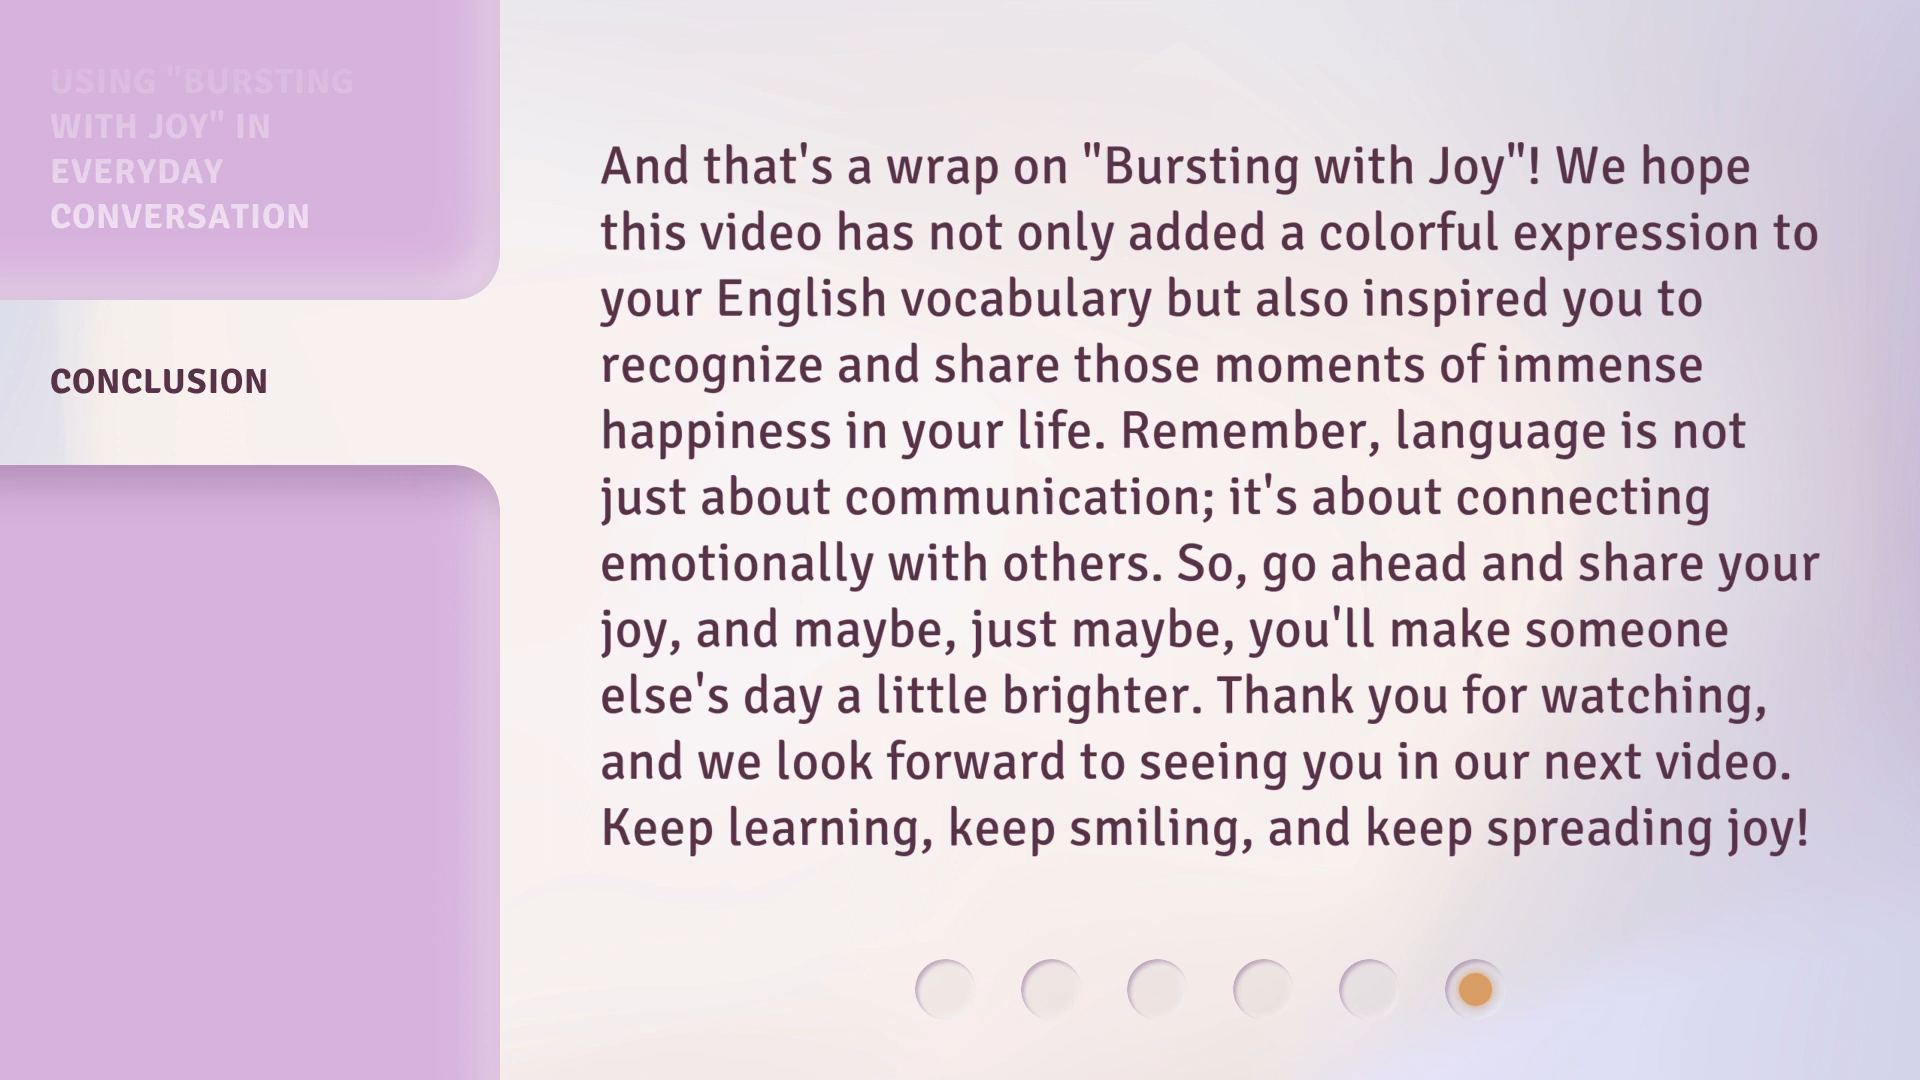 USING "BURSTING
WITH JOY" IN
EVERYDAY
CONVERSATION
CONCLUSION
And that's a wrap on "Bursting with Joy"! We hope
this video has not only added a colorful expression to
your English vocabulary but also inspired you to
recognize and share those moments of immense
happiness in your life. Remember, language is not
just about communication; it's about connecting
emotionally with others. So, go ahead and share your
joy, and maybe, just maybe, you'll make someone
else's day a little brighter. Thank you for watching,
and we look forward to seeing you in our next video.
Keep learning, keep smiling, and keep spreading joy!